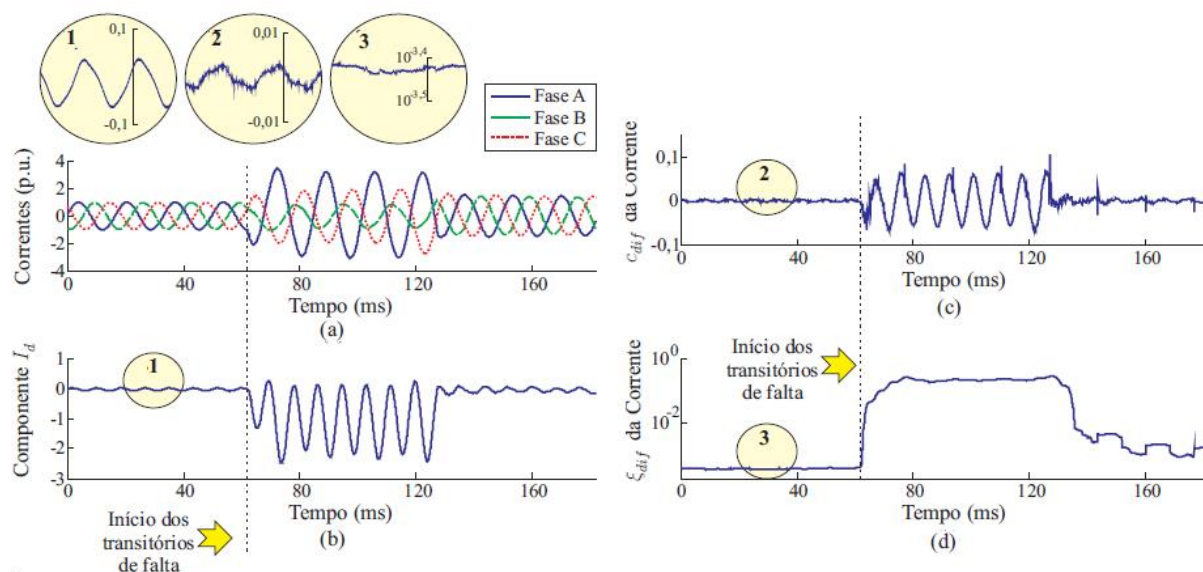 1
0,1
-0,1
2
0,01
-0,01
3
10^-3,4
10^-3,5
Fase A
Fase B
Fase C
Correntes (p.u.)
4
2
0
-2
-4
0 40 80 120 160
Tempo (ms)
(a)
Componente I_d
1
0
-1
-2
-3
1
0 40 80 120 160
Tempo (ms)
(b)
Início dos
transitórios
de falta
c_dif da Corrente
0,1
0
-0,1
2
0 40 80 120 160
Tempo (ms)
(c)
Início dos
transitórios
de falta
ξ_dif da Corrente
10^0
10^-2
3
0 40 80 120 160
Tempo (ms)
(d)